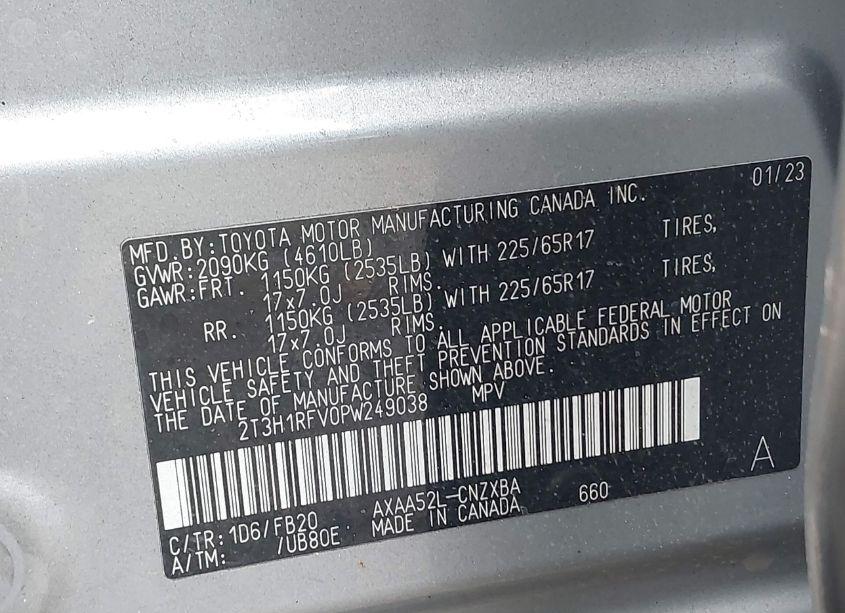 01/23
MFD.BY:TOYOTA MOTOR MANUFACTURING CANADA INC.
GVWR:2090KG (4610LB)
GAWR:FRT. 1150KG (2535LB) WITH 225/65R17 TIRES,
17x7.0J RIMS.
RR. 1150KG (2535LB) WITH 225/65R17 TIRES,
17x7.0J RIMS.
THIS VEHICLE CONFORMS TO ALL APPLICABLE FEDERAL MOTOR
VEHICLE SAFETY AND THEFT PREVENTION STANDARDS IN EFFECT ON
THE DATE OF MANUFACTURE SHOWN ABOVE.
2T3H1RFV0PW249038 MPV
A
C/TR:1D6/FB20 AXAA52L-CNZXBA 660
A/TM: /UB80E MADE IN CANADA